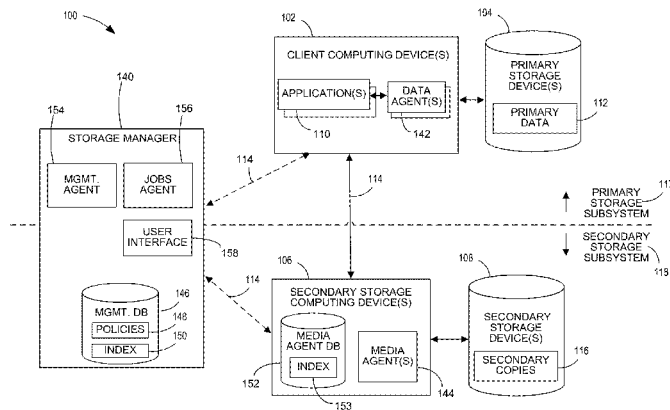 100
102
CLIENT COMPUTING DEVICE(S)
APPLICATION(S)
110
DATA
AGENT(S)
142
104
PRIMARY
STORAGE
DEVICE(S)
PRIMARY
DATA
112
140
STORAGE MANAGER
154
MGMT.
AGENT
156
JOBS
AGENT
USER
INTERFACE
158
114
114
114
117
PRIMARY
STORAGE
SUBSYSTEM
SECONDARY
STORAGE
SUBSYSTEM
118
MGMT. DB
146
POLICIES
148
INDEX
150
106
SECONDARY STORAGE
COMPUTING DEVICE(S)
MEDIA
AGENT DB
INDEX
152
153
MEDIA
AGENT(S)
144
108
SECONDARY
STORAGE
DEVICE(S)
SECONDARY
COPIES
116